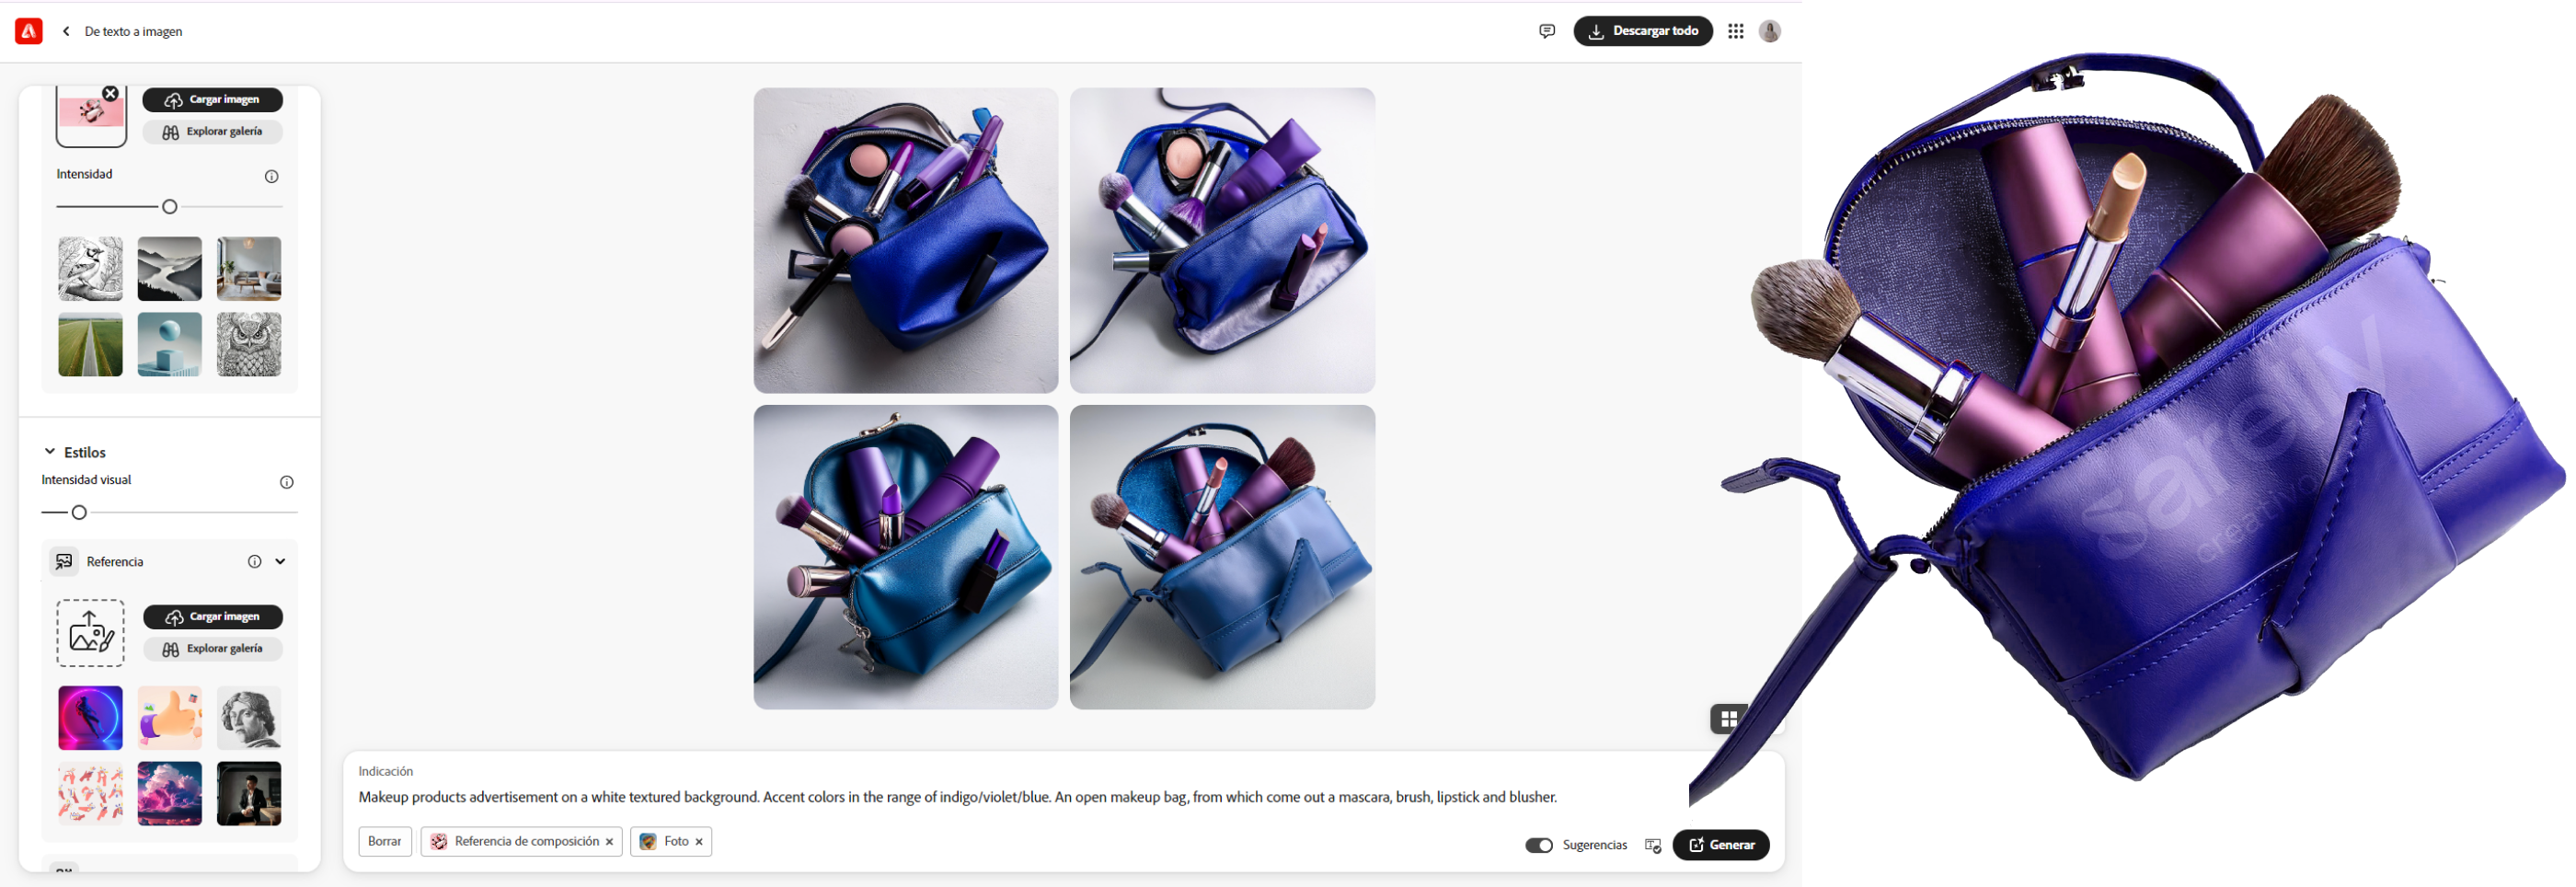 De texto a imagen
Descargar todo
Cargar imagen
Explorar galería
Intensidad
Estilos
Intensidad visual
Referencia
Cargar imagen
Explorar galería
Indicación
Makeup products advertisement on a white textured background. Accent colors in the range of indigo/violet/blue. An open makeup bag, from which come out a mascara, brush, lipstick and blusher.
Borrar
Referencia de composición
Foto
Sugerencias
Generar
sarelly
creativo